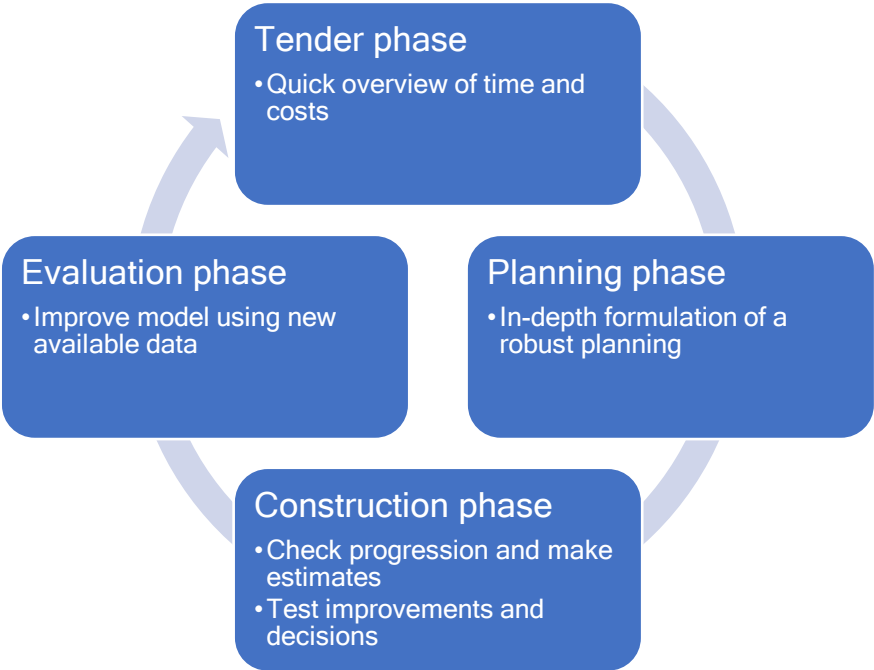 Tender phase
•Quick overview of time and
costs
Planning phase
•In-depth formulation of a
robust planning
Construction phase
•Check progression and make
estimates
•Test improvements and
decisions
Evaluation phase
•Improve model using new
available data